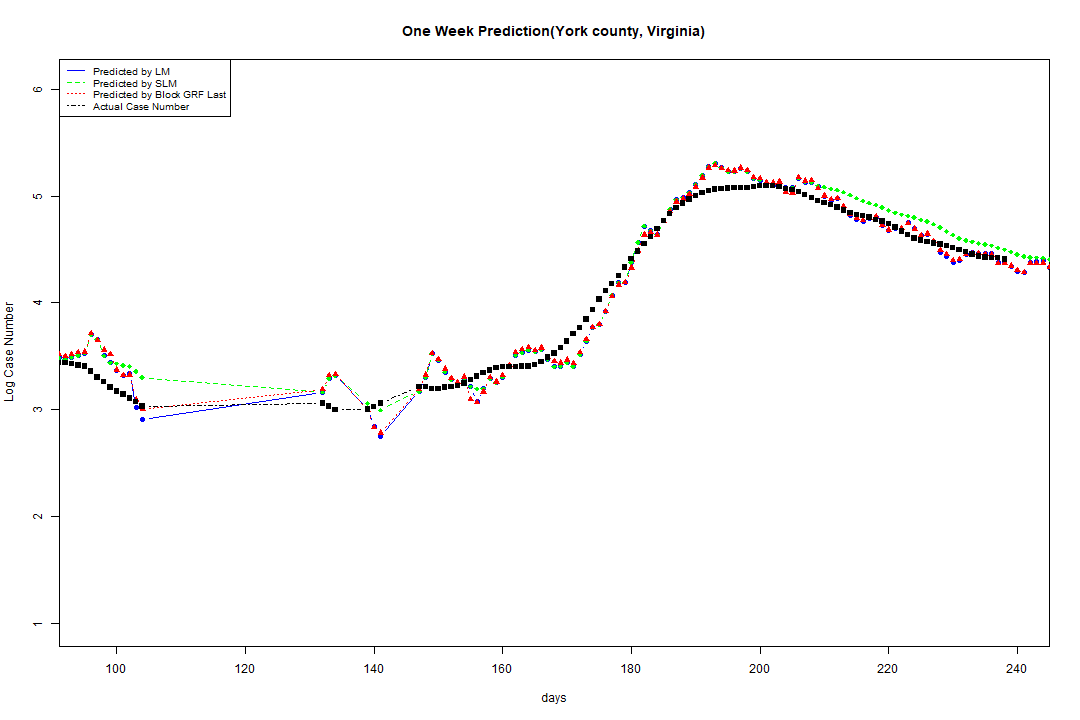 One Week Prediction(York county, Virginia)
Predicted by LM
Predicted by SLM
Predicted by Block GRF Last
Actual Case Number
6
5
4
3
2
1
Log Case Number
100 120 140 160 180 200 220 240
days